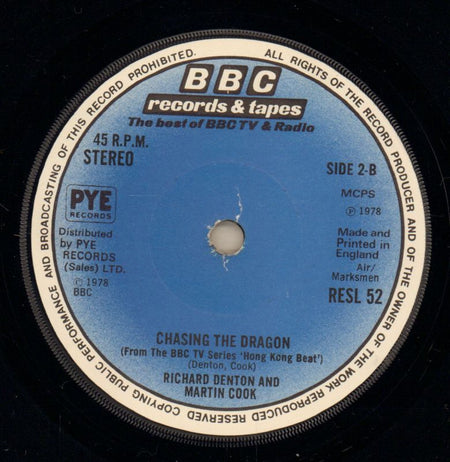 ALL RIGHTS OF THE RECORD PRODUCER AND OF THE OWNER OF THE WORK REPRODUCED RESERVED COPYING PUBLIC PERFORMANCE AND BROADCASTING OF THIS RECORD PROHIBITED.
BBC
records & tapes
The best of BBC TV & Radio
45 R.P.M.
STEREO
PYE
RECORDS
Distributed
by PYE
RECORDS
(Sales) LTD.
© 1978
BBC
SIDE 2-B
MCPS
℗ 1978
Made and
Printed in
England
Air/
Marksmen
RESL 52
CHASING THE DRAGON
(From The BBC TV Series 'Hong Kong Beat')
(Denton, Cook)
RICHARD DENTON AND
MARTIN COOK